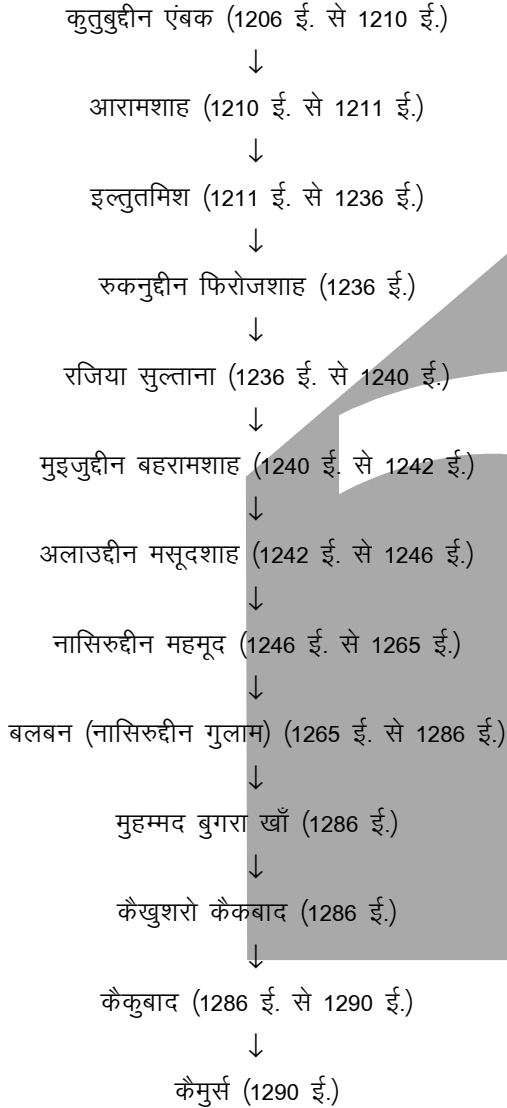 कुतुबुद्दीन एंबक (1206 ई. से 1210 ई.)
↓
आरामशाह (1210 ई. से 1211 ई.)
↓
इल्तुतमिश (1211 ई. से 1236 ई.)
↓
रुकनुद्दीन फिरोजशाह (1236 ई.)
↓
रजिया सुल्ताना (1236 ई. से 1240 ई.)
↓
मुइजुद्दीन बहरामशाह (1240 ई. से 1242 ई.)
↓
अलाउद्दीन मसूदशाह (1242 ई. से 1246 ई.)
↓
नासिरुद्दीन महमूद (1246 ई. से 1265 ई.)
↓
बलबन (नासिरुद्दीन गुलाम) (1265 ई. से 1286 ई.)
↓
मुहम्मद बुगरा खाँ (1286 ई.)
↓
कैखुशरो कैकबाद (1286 ई.)
↓
कैकुबाद (1286 ई. से 1290 ई.)
↓
कैमुर्स (1290 ई.)